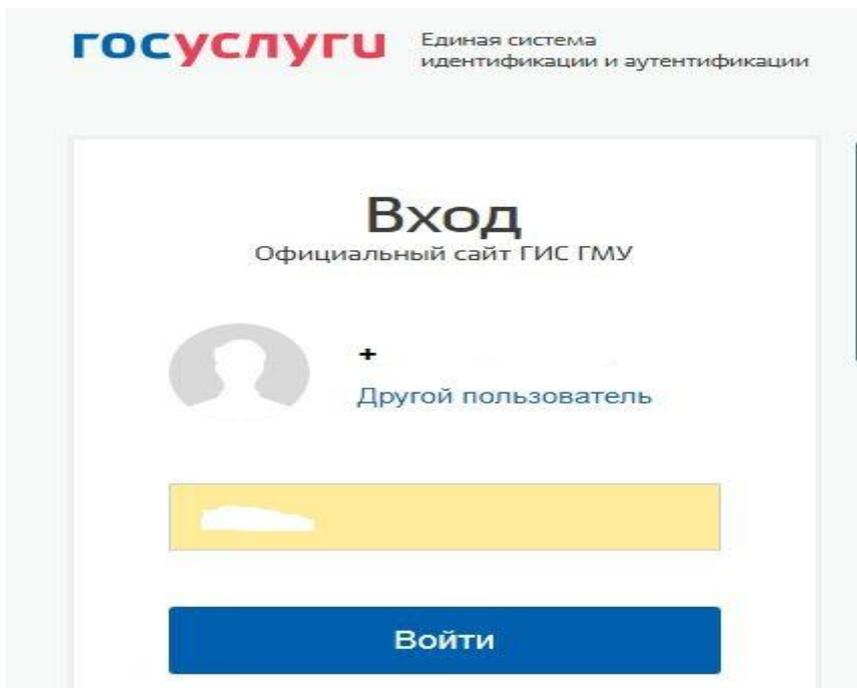 госуслуги
Единая система
идентификации и аутентификации
Вход
Официальный сайт ГИС ГМУ
+
Другой пользователь
Войти